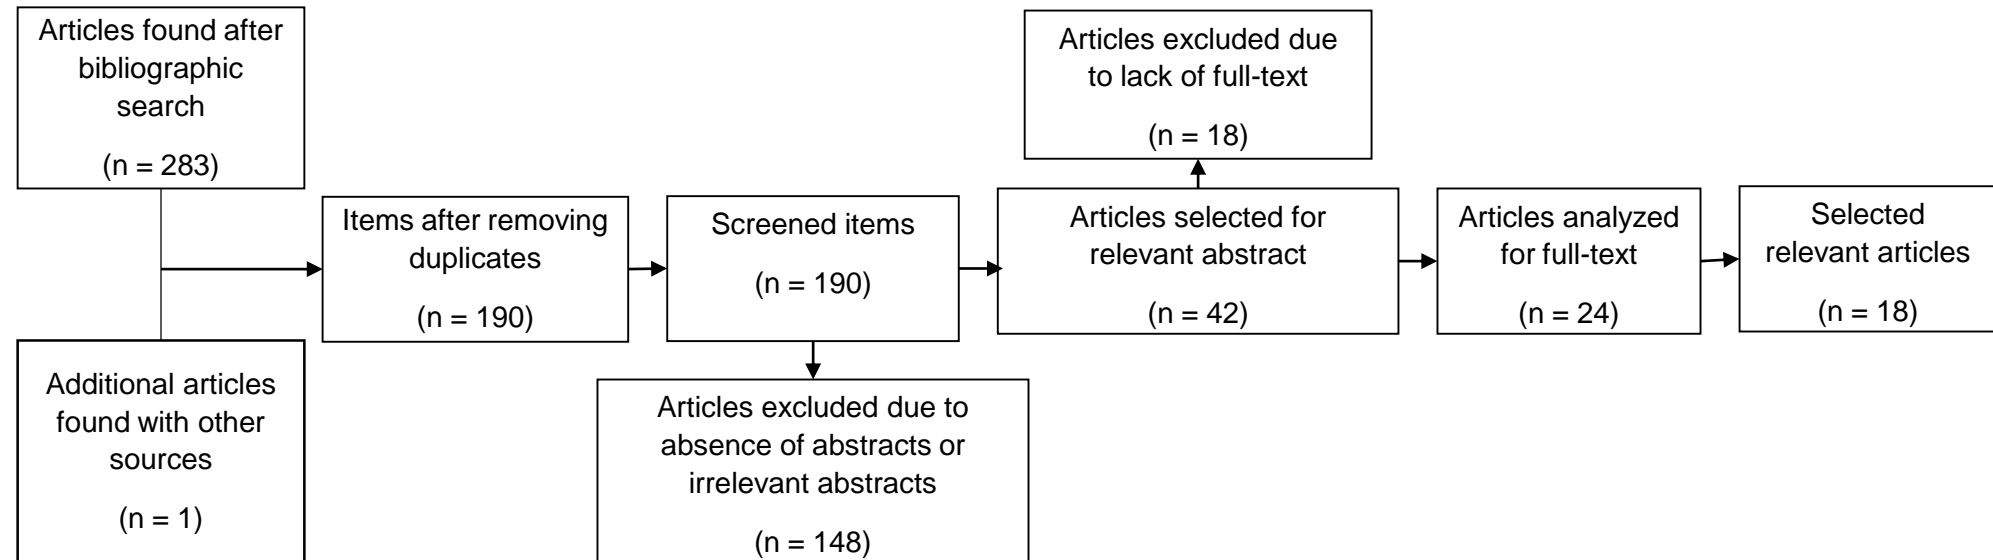 Articles found after
bibliographic
search
(n = 283)
Additional articles
found with other
sources
(n = 1)
Items after removing
duplicates
(n = 190)
Screened items
(n = 190)
Articles excluded due to
absence of abstracts or
irrelevant abstracts
(n = 148)
Articles selected for
relevant abstract
(n = 42)
Articles excluded due
to lack of full-text
(n = 18)
Articles analyzed
for full-text
(n = 24)
Selected
relevant articles
(n = 18)